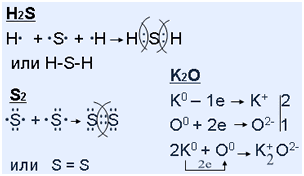 H2S
H· + ·S· + ·H → H:S:H
или H-S-H
S2
·S· + ·S· → S::S
или S = S
K2O
K⁰ – 1e → K⁺ 2
O⁰ + 2e → O²⁻ 1
2K⁰ + O⁰ → K₂⁺O²⁻
2e